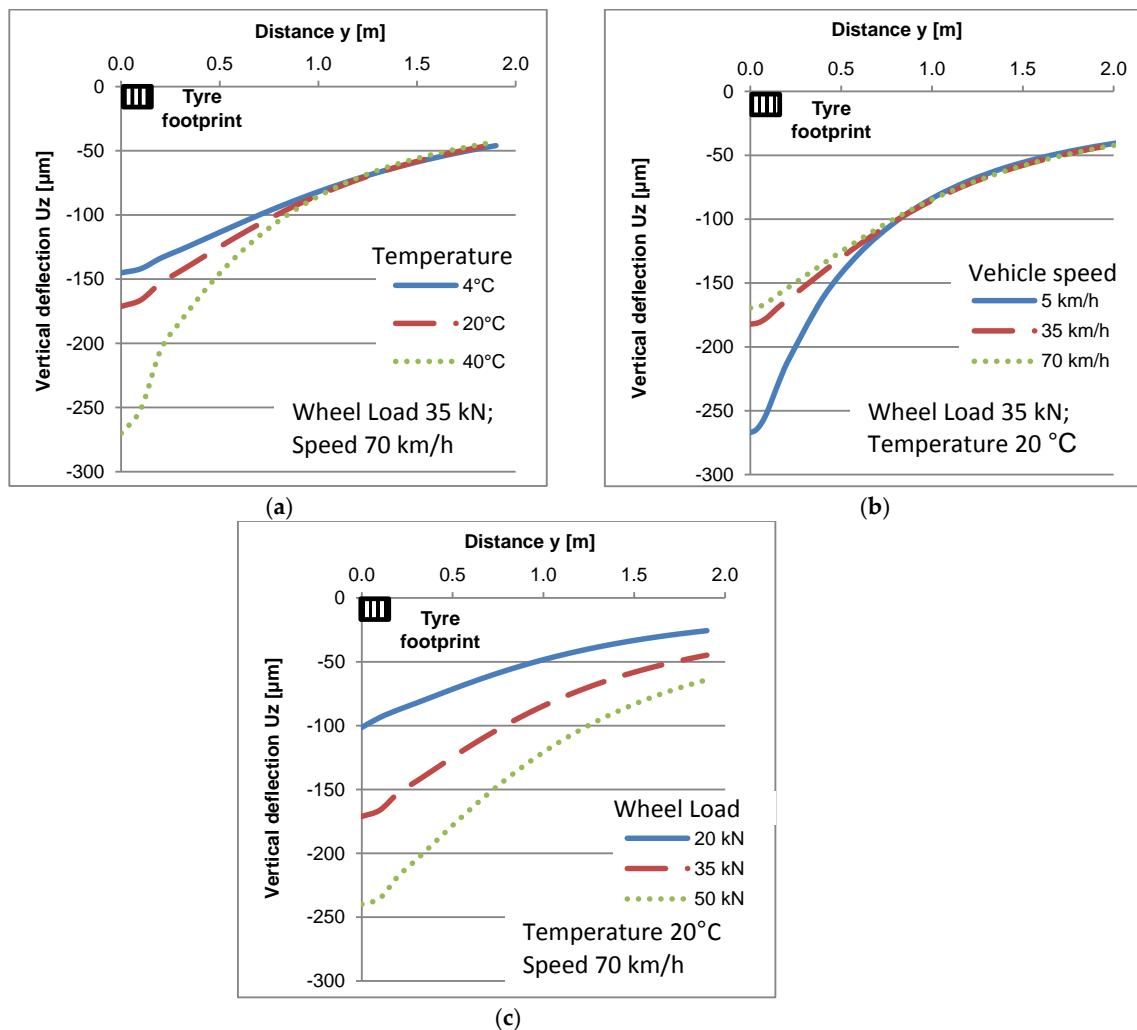 Distance y [m]
0.0 0.5 1.0 1.5 2.0
0
-50
-100
-150
-200
-250
-300
Vertical deflection Uz [µm]
Tyre
footprint
Temperature
4°C
20°C
40°C
Wheel Load 35 kN;
Speed 70 km/h
(a)
Distance y [m]
0.0 0.5 1.0 1.5 2.0
0
-50
-100
-150
-200
-250
-300
Vertical deflection Uz [µm]
Tyre
footprint
Vehicle speed
5 km/h
35 km/h
70 km/h
Wheel Load 35 kN;
Temperature 20 °C
(b)
Distance y [m]
0.0 0.5 1.0 1.5 2.0
0
-50
-100
-150
-200
-250
-300
Vertical deflection Uz [µm]
Tyre
footprint
Wheel Load
20 kN
35 kN
50 kN
Temperature 20°C
Speed 70 km/h
(c)